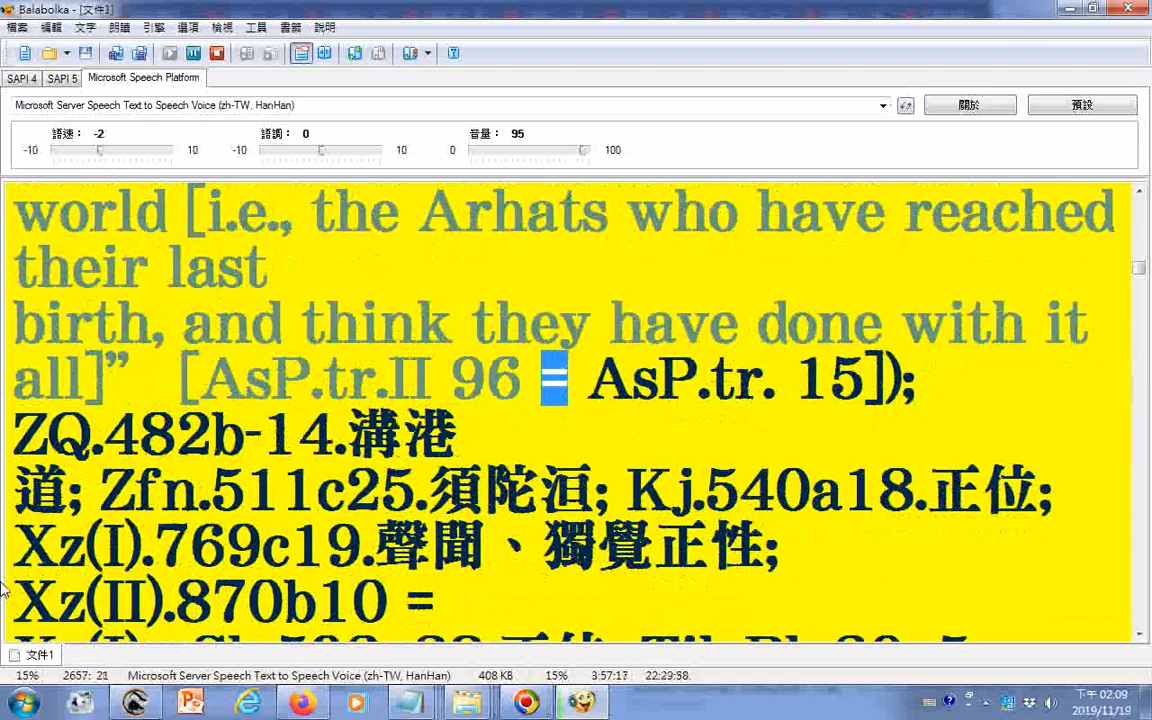 Balabolka - [文件1]
檔案 編輯 文字 朗讀 引擎 選項 檢視 工具 書籤 說明
SAPI 4 SAPI 5 Microsoft Speech Platform
Microsoft Server Speech Text to Speech Voice (zh-TW, HanHan) 關於 預設
語速： -2 語調： 0 音量： 95
-10 10 -10 10 0 100
world [i.e., the Arhats who have reached
their last
birth, and think they have done with it
all]” [AsP.tr.II 96 = AsP.tr. 15]);
ZQ.482b-14.溝港
道; Zfn.511c25.須陀洹; Kj.540a18.正位;
Xz(I).769c19.聲聞、獨覺正性;
Xz(II).870b10 =
文件1
15% 2657: 21 Microsoft Server Speech Text to Speech Voice (zh-TW, HanHan) 408 KB 15% 3:57:17 22:29:58.
下午 02:09
2019/11/19